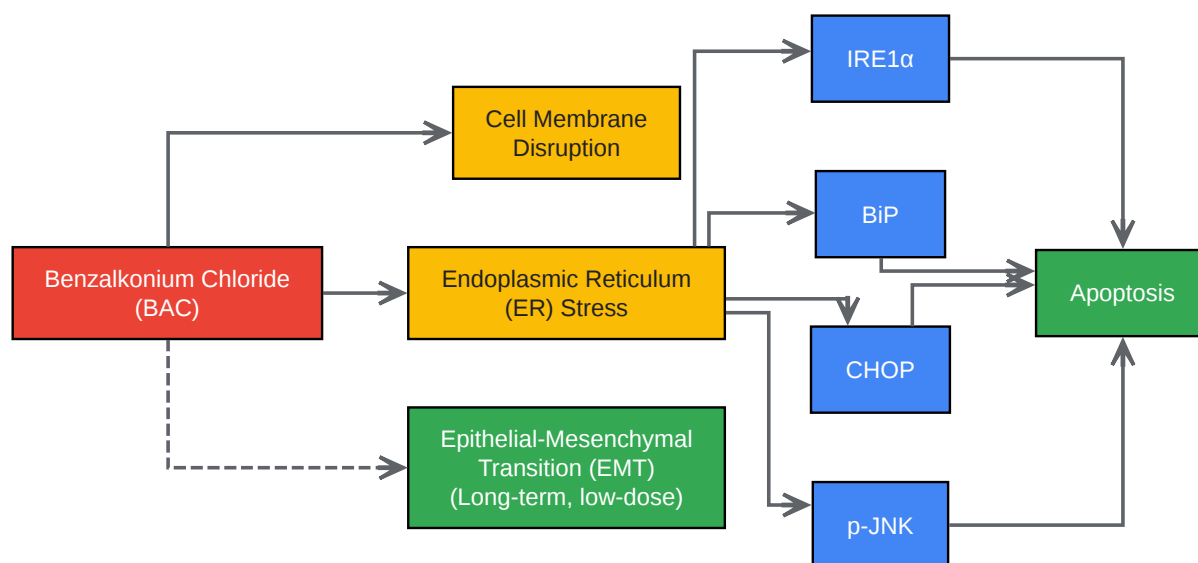 IRE1α
Cell Membrane
Disruption
BiP
Benzalkonium Chloride
(BAC)
Endoplasmic Reticulum
(ER) Stress
Apoptosis
CHOP
Epithelial-Mesenchymal
Transition (EMT)
(Long-term, low-dose)
p-JNK